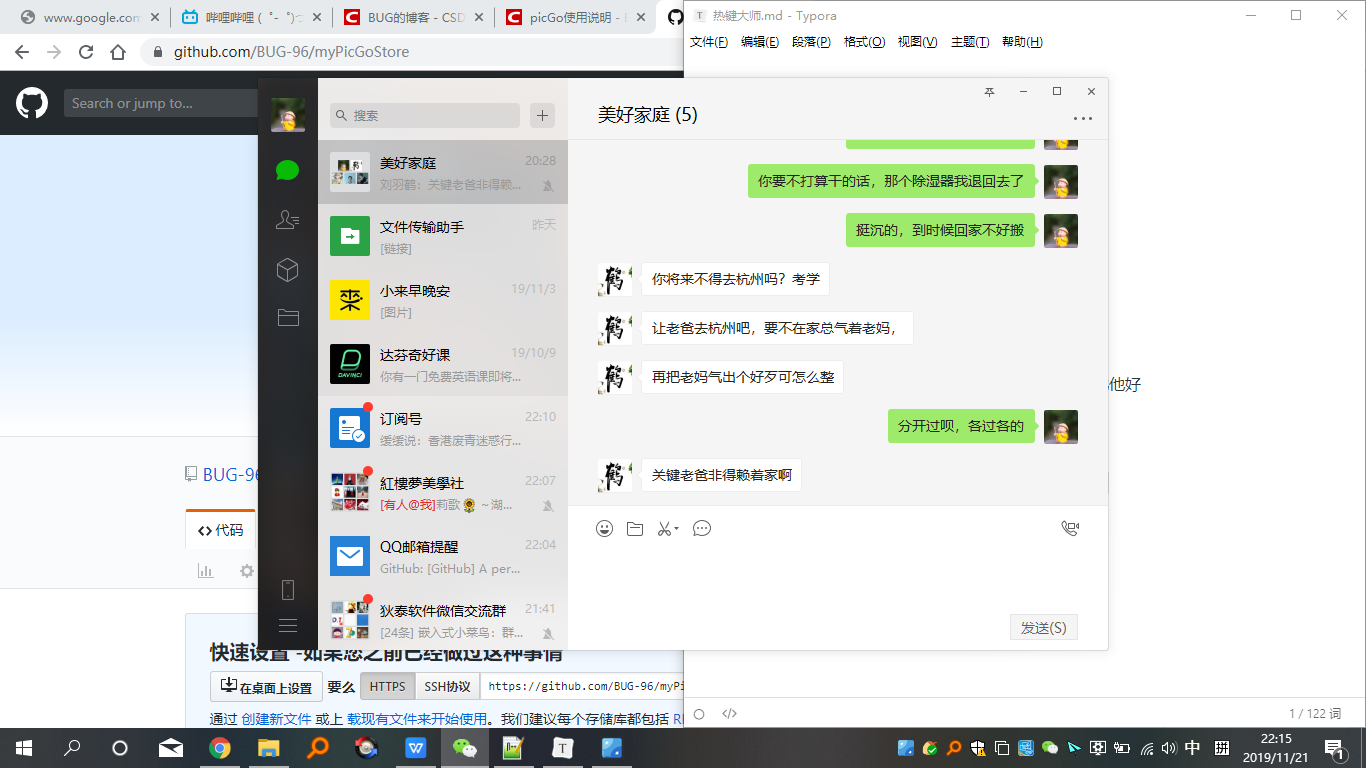 www.google.com
哔哩哔哩 ( ゜- ゜)つ
BUG的博客 - CSD
picGo使用说明 -
热键大师.md - Typora
github.com/BUG-96/myPicGoStore
文件(F) 编辑(E) 段落(P) 格式(O) 视图(V) 主题(T) 帮助(H)
Search or jump to...
搜索
美好家庭 (5)
美好家庭 20:28
刘羽鹤：关键老爸非得赖...
文件传输助手 昨天
[链接]
小来早晚安 19/11/3
[图片]
达芬奇好课 19/10/9
DAVINCI
你有一门免费英语课即将...
订阅号 22:10
缓缓说：香港废青迷惑行...
紅樓夢美學社 22:07
[有人@我]莉歌🌻 ~湖...
QQ邮箱提醒 22:04
GitHub: [GitHub] A per...
狄泰软件微信交流群 21:41
[24条] 嵌入式小菜鸟：群...
你要不打算干的话，那个除湿器我退回去了
挺沉的，到时候回家不好搬
鹤
你将来不得去杭州吗？考学
鹤
让老爸去杭州吧，要不在家总气着老妈，
鹤
再把老妈气出个好歹可怎么整
分开过呗，各过各的
鹤
关键老爸非得赖着家啊
发送(S)
他好
BUG-96
代码
快速设置 -如果您之前已经做过这种事情
在桌面上设置 要么 HTTPS SSH协议 https://github.com/BUG-96/myPi
通过 创建新文件 或上 载现有文件来开始使用。我们建议每个存储库都包括 R
1 / 122 词
中 拼
22:15
2019/11/21
1